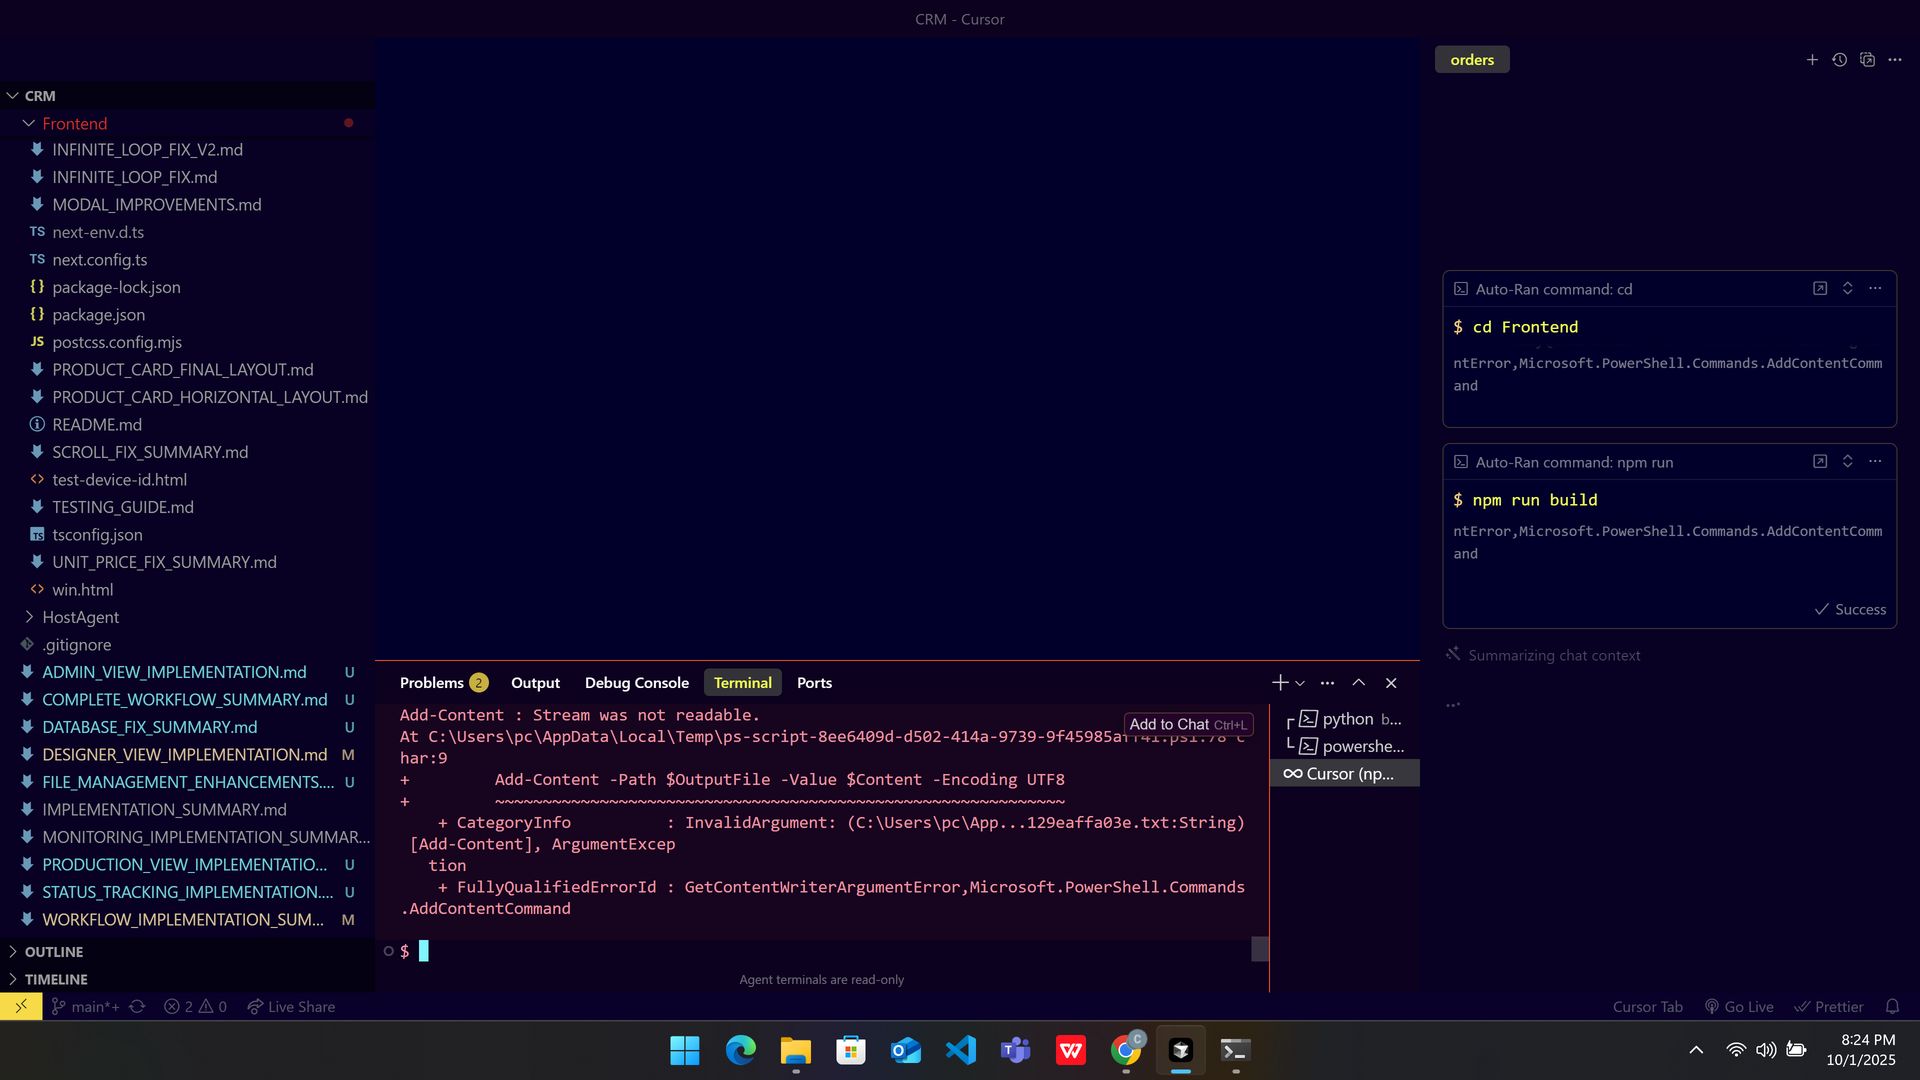 CRM - Cursor
CRM
Frontend
INFINITE_LOOP_FIX_V2.md
INFINITE_LOOP_FIX.md
MODAL_IMPROVEMENTS.md
TS next-env.d.ts
TS next.config.ts
{} package-lock.json
{} package.json
JS postcss.config.mjs
PRODUCT_CARD_FINAL_LAYOUT.md
PRODUCT_CARD_HORIZONTAL_LAYOUT.md
README.md
SCROLL_FIX_SUMMARY.md
<> test-device-id.html
TESTING_GUIDE.md
TS tsconfig.json
UNIT_PRICE_FIX_SUMMARY.md
<> win.html
HostAgent
.gitignore
ADMIN_VIEW_IMPLEMENTATION.md U
COMPLETE_WORKFLOW_SUMMARY.md U
DATABASE_FIX_SUMMARY.md U
DESIGNER_VIEW_IMPLEMENTATION.md M
FILE_MANAGEMENT_ENHANCEMENTS.... U
IMPLEMENTATION_SUMMARY.md
MONITORING_IMPLEMENTATION_SUMMAR...
PRODUCTION_VIEW_IMPLEMENTATIO... U
STATUS_TRACKING_IMPLEMENTATION.... U
WORKFLOW_IMPLEMENTATION_SUM... M
OUTLINE
TIMELINE
Problems 2 Output Debug Console Terminal Ports
Add-Content : Stream was not readable.
Add to Chat Ctrl+L
At C:\Users\pc\AppData\Local\Temp\ps-script-8ee6409d-d502-414a-9739-9f45985aff41.ps1:78 c
har:9
+         Add-Content -Path $OutputFile -Value $Content -Encoding UTF8
+         ~~~~~~~~~~~~~~~~~~~~~~~~~~~~~~~~~~~~~~~~~~~~~~~~~~~~~~~~~~~
+ CategoryInfo          : InvalidArgument: (C:\Users\pc\App...129eaffa03e.txt:String)
[Add-Content], ArgumentExcep
tion
+ FullyQualifiedErrorId : GetContentWriterArgumentError,Microsoft.PowerShell.Commands
.AddContentCommand
$
Agent terminals are read-only
python b...
powershe...
Cursor (np...
orders
Auto-Ran command: cd
$ cd Frontend
ntError,Microsoft.PowerShell.Commands.AddContentComm
and
Auto-Ran command: npm run
$ npm run build
ntError,Microsoft.PowerShell.Commands.AddContentComm
and
Success
Summarizing chat context
main*+ 2 0 Live Share
Cursor Tab Go Live Prettier
8:24 PM
10/1/2025